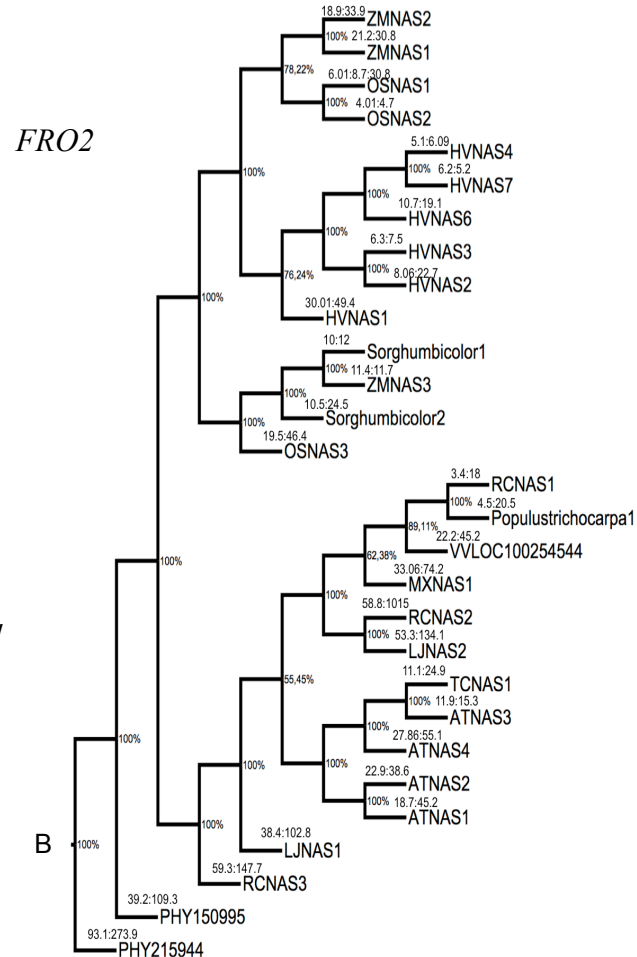 18.9:33.9
ZMNAS2
100% 21.2:30.8
ZMNAS1
78,22%
6.01:8.7:30.8
OSNAS1
100% 4.01:4.7
OSNAS2
FRO2
5.1:6.09
HVNAS4
100% 6.2:5.2
HVNAS7
100%
100%
10.7:19.1
HVNAS6
100%
6.3:7.5
HVNAS3
100% 8.06:22.7
HVNAS2
76,24%
30.01:49.4
HVNAS1
100%
10:12
Sorghumbicolor1
100% 11.4:11.7
ZMNAS3
100%
10.5:24.5
Sorghumbicolor2
100%
19.5:46.4
OSNAS3
3.4:18
RCNAS1
100% 4.5:20.5
Populustrichocarpa1
89,11%
22.2:45.2
VVLOC100254544
62,38%
100%
33.06:74.2
MXNAS1
100%
58.8:1015
RCNAS2
100% 53.3:134.1
LJNAS2
55,45%
11.1:24.9
TCNAS1
100% 11.9:15.3
ATNAS3
100%
27.86:55.1
ATNAS4
100%
100%
22.9:38.6
ATNAS2
100% 18.7:45.2
ATNAS1
100%
100%
B
100%
38.4:102.8
LJNAS1
59.3:147.7
RCNAS3
39.2:109.3
PHY150995
93.1:273.9
PHY215944